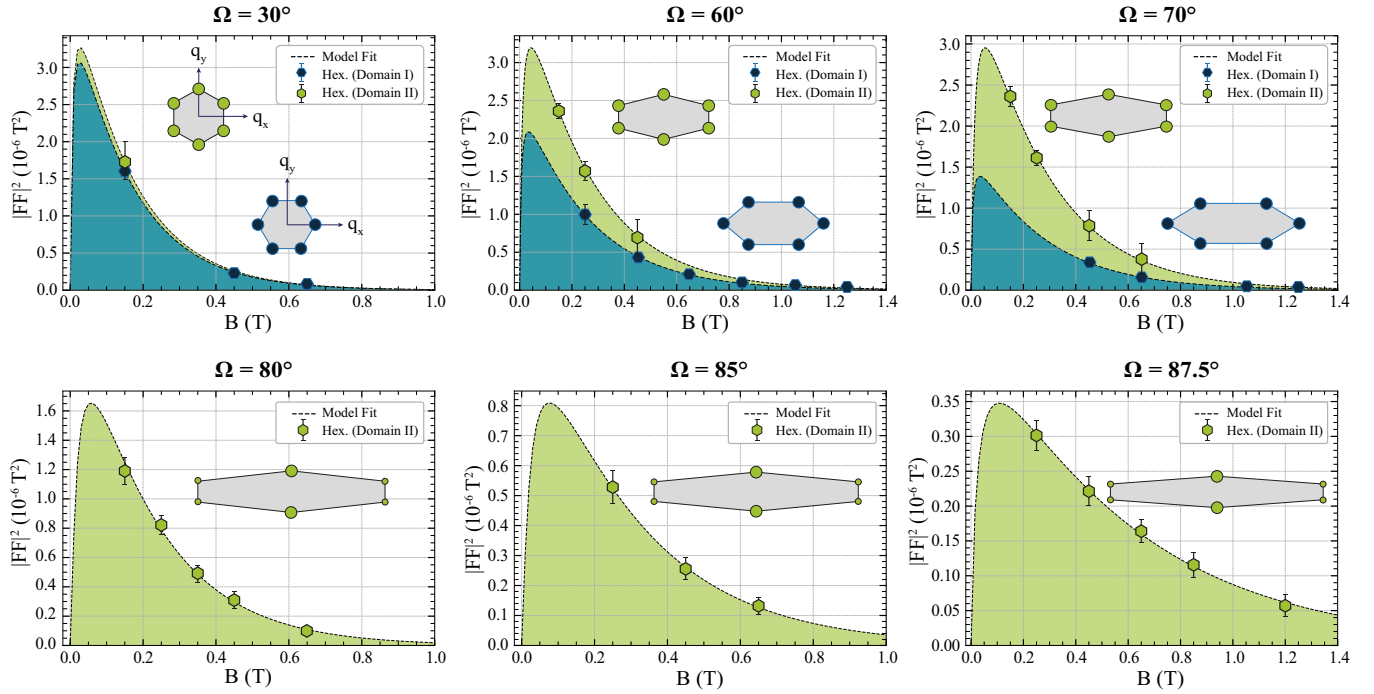 Ω = 30°
|FF|² (10⁻⁶ T²)
3.0
2.5
2.0
1.5
1.0
0.5
0.0
0.0 0.2 0.4 0.6 0.8 1.0
B (T)
Model Fit
Hex. (Domain I)
Hex. (Domain II)
q_y
q_x
q_y
q_x
Ω = 60°
|FF|² (10⁻⁶ T²)
3.0
2.5
2.0
1.5
1.0
0.5
0.0
0.0 0.2 0.4 0.6 0.8 1.0 1.2 1.4
B (T)
Model Fit
Hex. (Domain I)
Hex. (Domain II)
Ω = 70°
|FF|² (10⁻⁶ T²)
3.0
2.5
2.0
1.5
1.0
0.5
0.0
0.0 0.2 0.4 0.6 0.8 1.0 1.2 1.4
B (T)
Model Fit
Hex. (Domain I)
Hex. (Domain II)
Ω = 80°
|FF|² (10⁻⁶ T²)
1.6
1.4
1.2
1.0
0.8
0.6
0.4
0.2
0.0
0.0 0.2 0.4 0.6 0.8 1.0
B (T)
Model Fit
Hex. (Domain II)
Ω = 85°
|FF|² (10⁻⁶ T²)
0.8
0.7
0.6
0.5
0.4
0.3
0.2
0.1
0.0
0.0 0.2 0.4 0.6 0.8 1.0
B (T)
Model Fit
Hex. (Domain II)
Ω = 87.5°
|FF|² (10⁻⁶ T²)
0.35
0.30
0.25
0.20
0.15
0.10
0.05
0.00
0.0 0.2 0.4 0.6 0.8 1.0 1.2 1.4
B (T)
Model Fit
Hex. (Domain II)